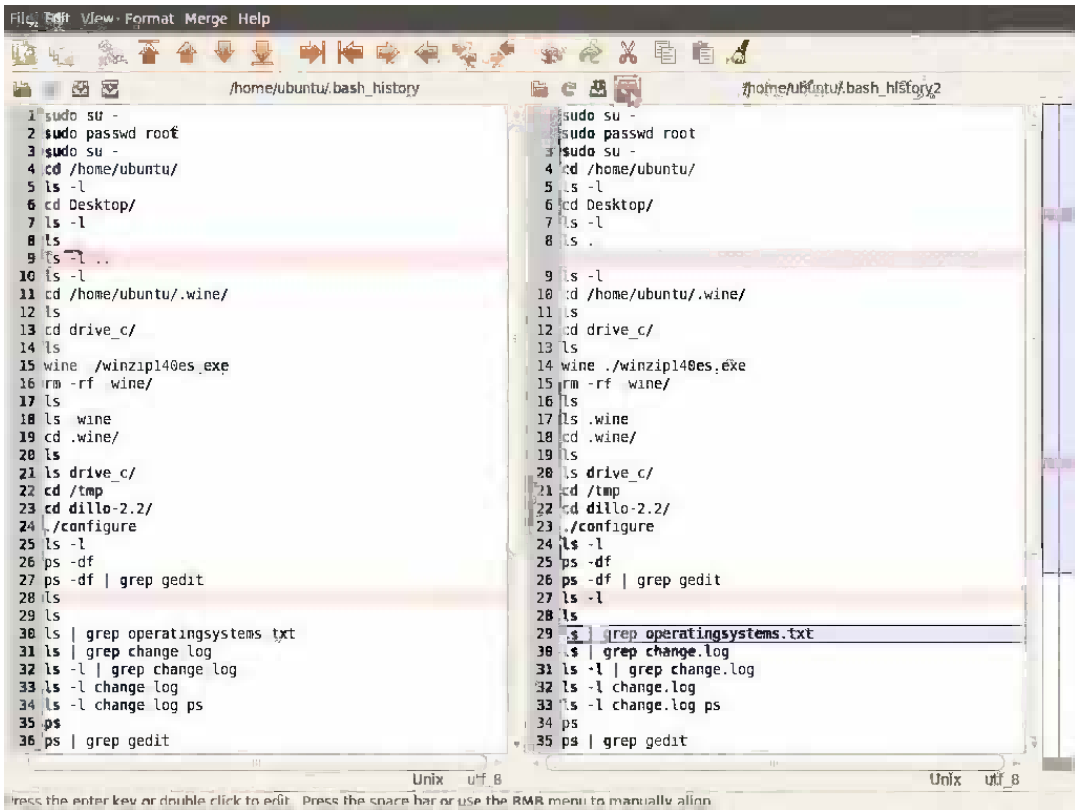 File Edit View Format Merge Help
/home/ubuntu/.bash_history
1 sudo su -
2 sudo passwd root
3 sudo su -
4 cd /home/ubuntu/
5 ls -l
6 cd Desktop/
7 ls -l
8 ls
9 ls -l ..
10 ls -l
11 cd /home/ubuntu/.wine/
12 ls
13 cd drive_c/
14 ls
15 wine /winzip140es.exe
16 rm -rf wine/
17 ls
18 ls wine
19 cd .wine/
20 ls
21 ls drive_c/
22 cd /tmp
23 cd dillo-2.2/
24 ./configure
25 ls -l
26 ps -df
27 ps -df | grep gedit
28 ls
29 ls
30 ls | grep operatingsystems txt
31 ls | grep change log
32 ls -l | grep change log
33 ls -l change log
34 ls -l change log ps
35 ps
36 ps | grep gedit
Unix utf 8
/home/ubuntu/.bash_history2
sudo su -
sudo passwd root
3 sudo su -
4 cd /home/ubuntu/
5 ls -l
6 cd Desktop/
7 ls -l
8 ls .
9 ls -l
10 cd /home/ubuntu/.wine/
11 ls
12 cd drive_c/
13 ls
14 wine ./winzip140es.exe
15 rm -rf wine/
16 ls
17 ls .wine
18 cd .wine/
19 ls
20 ls drive_c/
21 cd /tmp
22 cd dillo-2.2/
23 ./configure
24 ls -l
25 ps -df
26 ps -df | grep gedit
27 ls -l
28 ls
29 ls | grep operatingsystems.txt
30 ls | grep change.log
31 ls -l | grep change.log
32 ls -l change.log
33 ls -l change.log ps
34 ps
35 ps | grep gedit
Unix utf 8
Press the enter key or double click to edit. Press the space bar or use the RMB menu to manually align